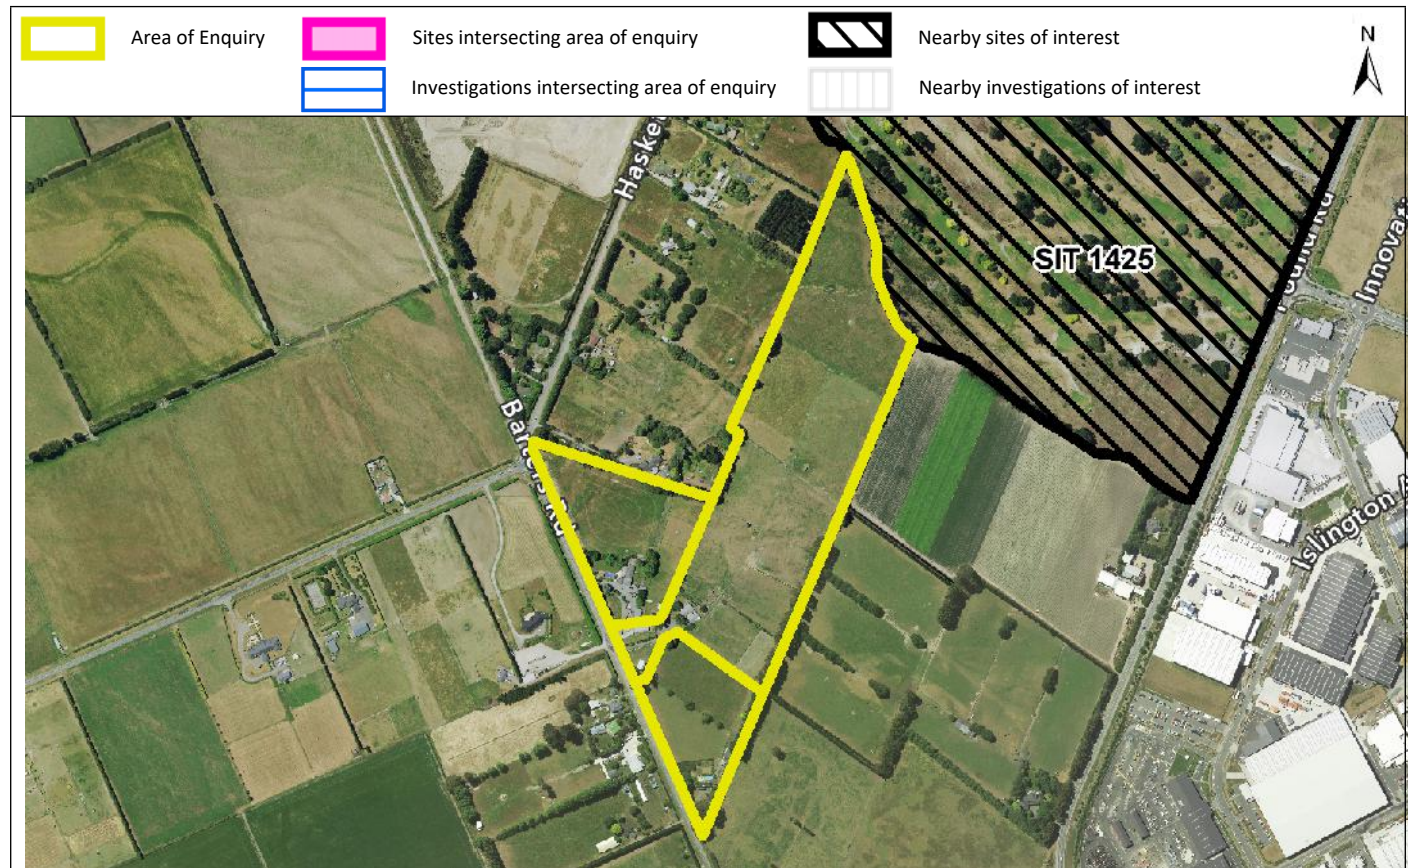 Area of Enquiry
Sites intersecting area of enquiry
Nearby sites of interest
N
Investigations intersecting area of enquiry
Nearby investigations of interest
SIT 1425
Rd
Islington